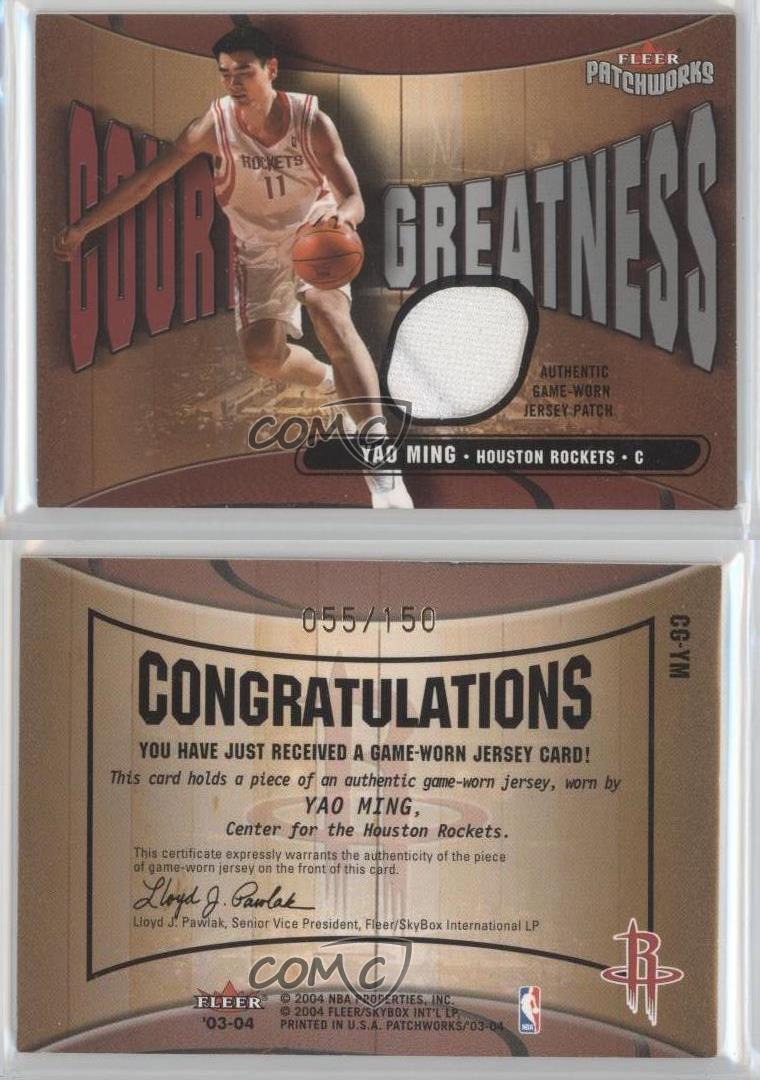 FLEER
PATCHWORKS
COURT GREATNESS
ROCKETS
11
AUTHENTIC
GAME-WORN
JERSEY PATCH
COMC
YAO MING • HOUSTON ROCKETS • C
055/150
CG-YM
CONGRATULATIONS
YOU HAVE JUST RECEIVED A GAME-WORN JERSEY CARD!
This card holds a piece of an authentic game-worn jersey, worn by
YAO MING,
Center for the Houston Rockets.
This certificate expressly warrants the authenticity of the piece
of game-worn jersey on the front of this card.
Lloyd J. Pawlak
Lloyd J. Pawlak, Senior Vice President, Fleer/SkyBox International LP
COMC
R
FLEER
'03-04
© 2004 NBA PROPERTIES, INC.
© 2004 FLEER/SKYBOX INT'L LP.
PRINTED IN U.S.A. PATCHWORKS/'03-04
NBA